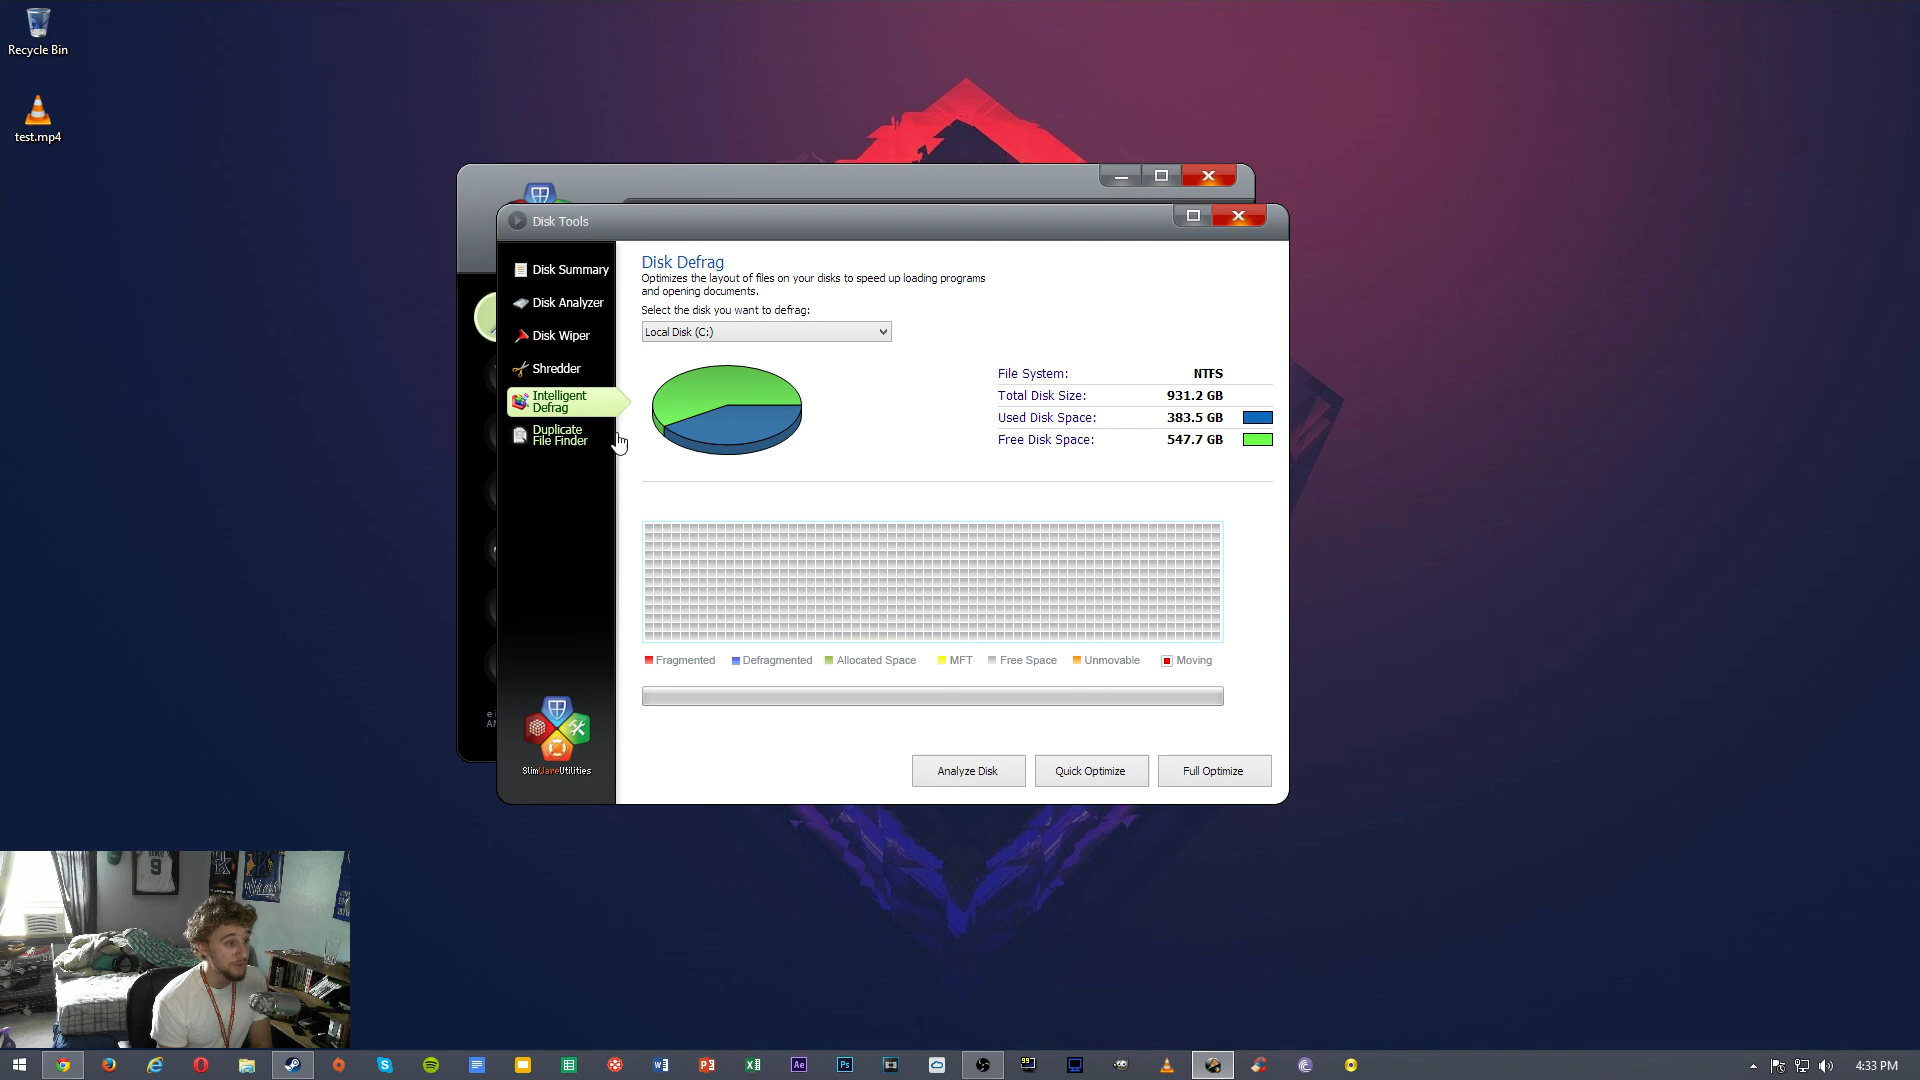 Recycle Bin
test.mp4
Disk Tools
Disk Summary
Disk Analyzer
Disk Wiper
Shredder
Intelligent
Defrag
Duplicate
File Finder
SlimWareUtilities
Disk Defrag
Optimizes the layout of files on your disks to speed up loading programs
and opening documents.
Select the disk you want to defrag:
Local Disk (C:)
File System: NTFS
Total Disk Size: 931.2 GB
Used Disk Space: 383.5 GB
Free Disk Space: 547.7 GB
Fragmented Defragmented Allocated Space MFT Free Space Unmovable Moving
Analyze Disk Quick Optimize Full Optimize
9
4:33 PM